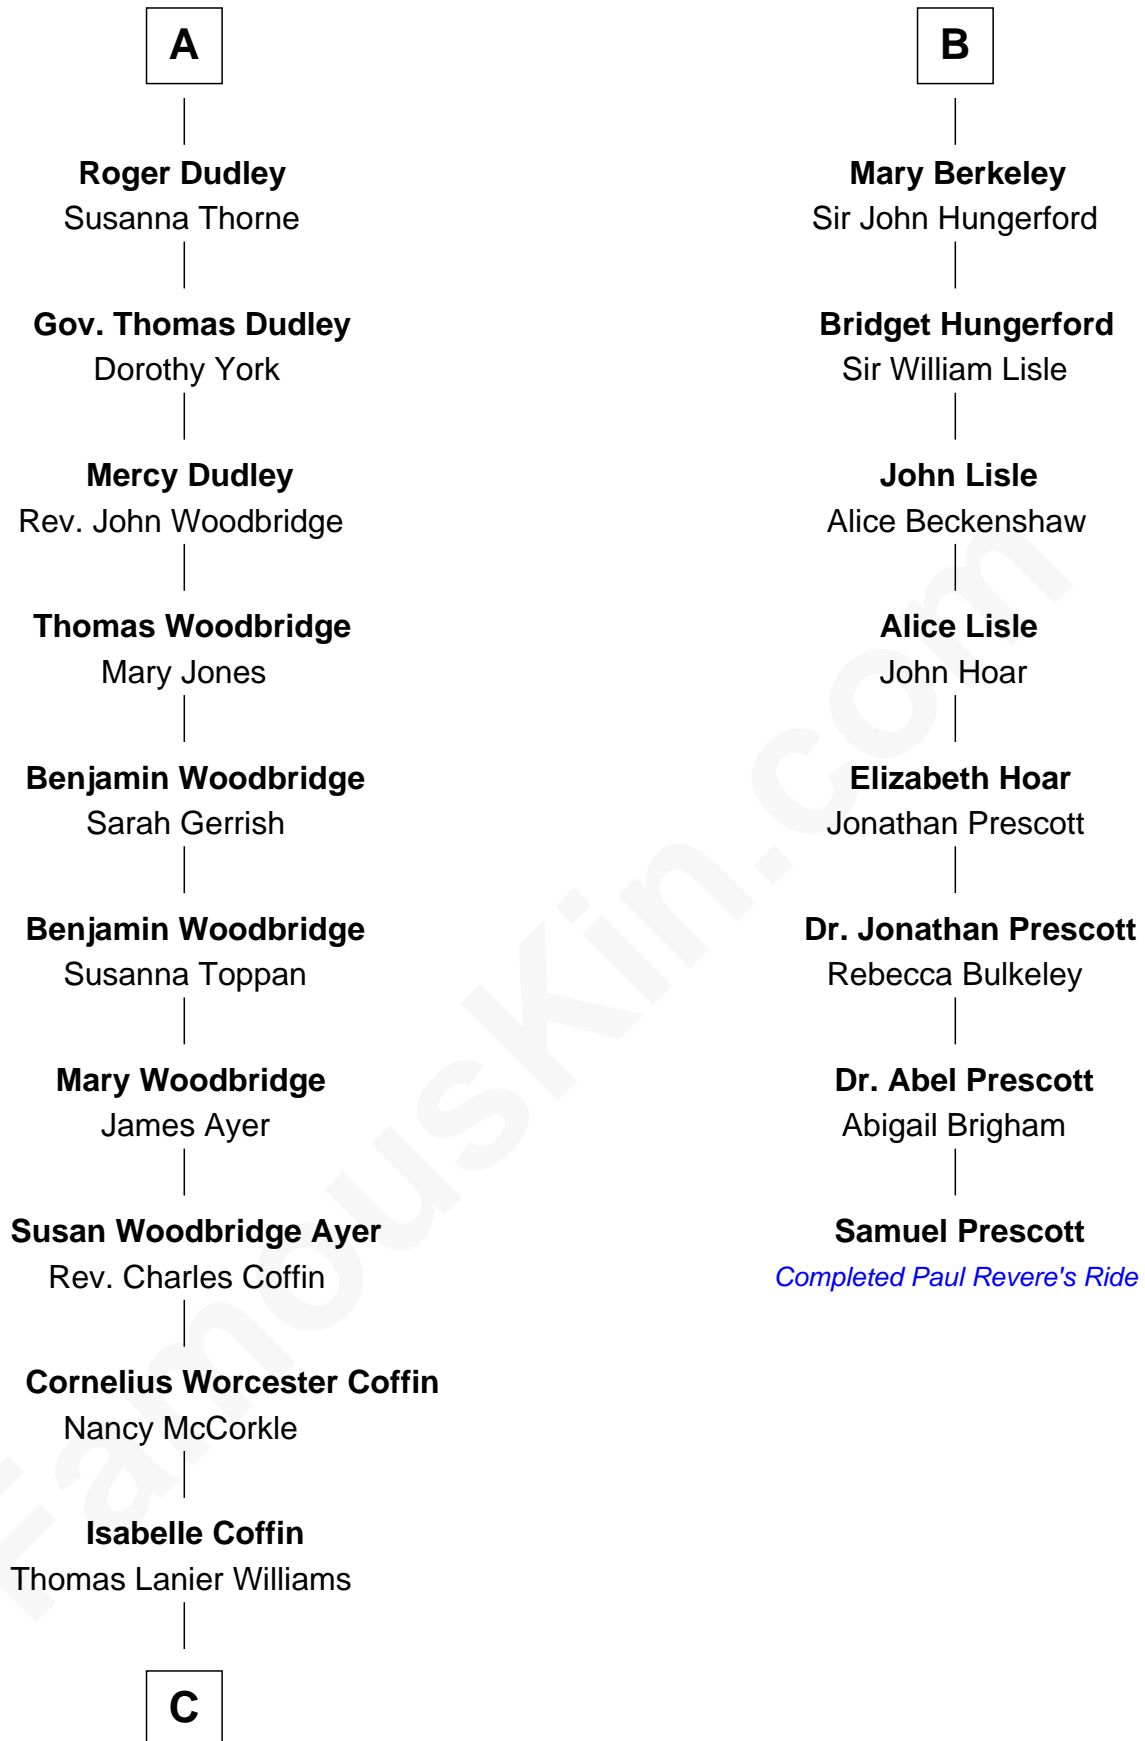 A
Roger Dudley
Susanna Thorne
Gov. Thomas Dudley
Dorothy York
Mercy Dudley
Rev. John Woodbridge
Thomas Woodbridge
Mary Jones
Benjamin Woodbridge
Sarah Gerrish
Benjamin Woodbridge
Susanna Toppan
Mary Woodbridge
James Ayer
Susan Woodbridge Ayer
Rev. Charles Coffin
Cornelius Worcester Coffin
Nancy McCorkle
Isabelle Coffin
Thomas Lanier Williams
C
B
Mary Berkeley
Sir John Hungerford
Bridget Hungerford
Sir William Lisle
John Lisle
Alice Beckenshaw
Alice Lisle
John Hoar
Elizabeth Hoar
Jonathan Prescott
Dr. Jonathan Prescott
Rebecca Bulkeley
Dr. Abel Prescott
Abigail Brigham
Samuel Prescott
Completed Paul Revere's Ride
FamousKin.com